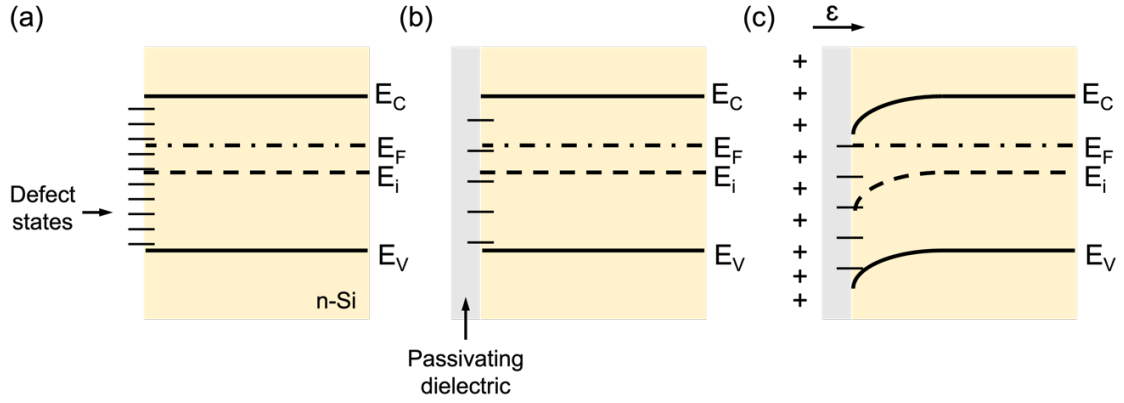 (a)
E_C
E_F
E_i
E_V
Defect
states
n-Si
(b)
E_C
E_F
E_i
E_V
Passivating
dielectric
(c)
ε
+
+
+
+
+
+
+
+
+
E_C
E_F
E_i
E_V